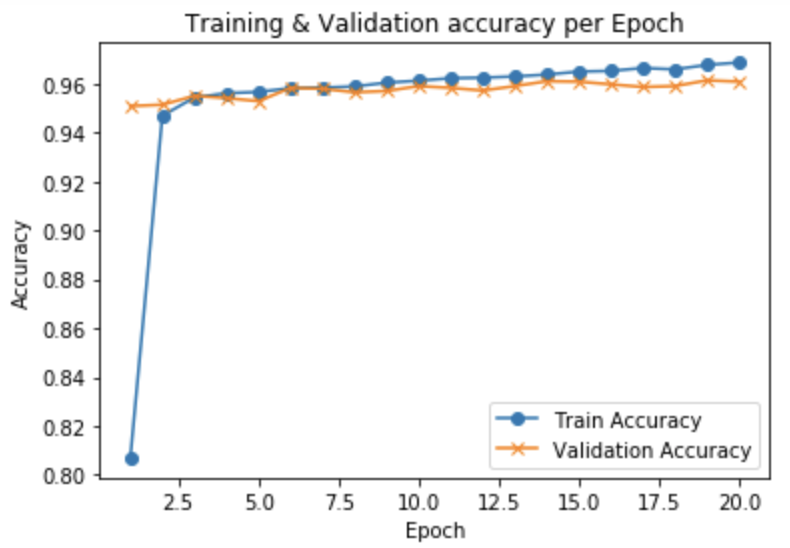 Training & Validation accuracy per Epoch
0.96
0.94
0.92
0.90
0.88
0.86
0.84
0.82
0.80
Accuracy
Train Accuracy
Validation Accuracy
2.5 5.0 7.5 10.0 12.5 15.0 17.5 20.0
Epoch